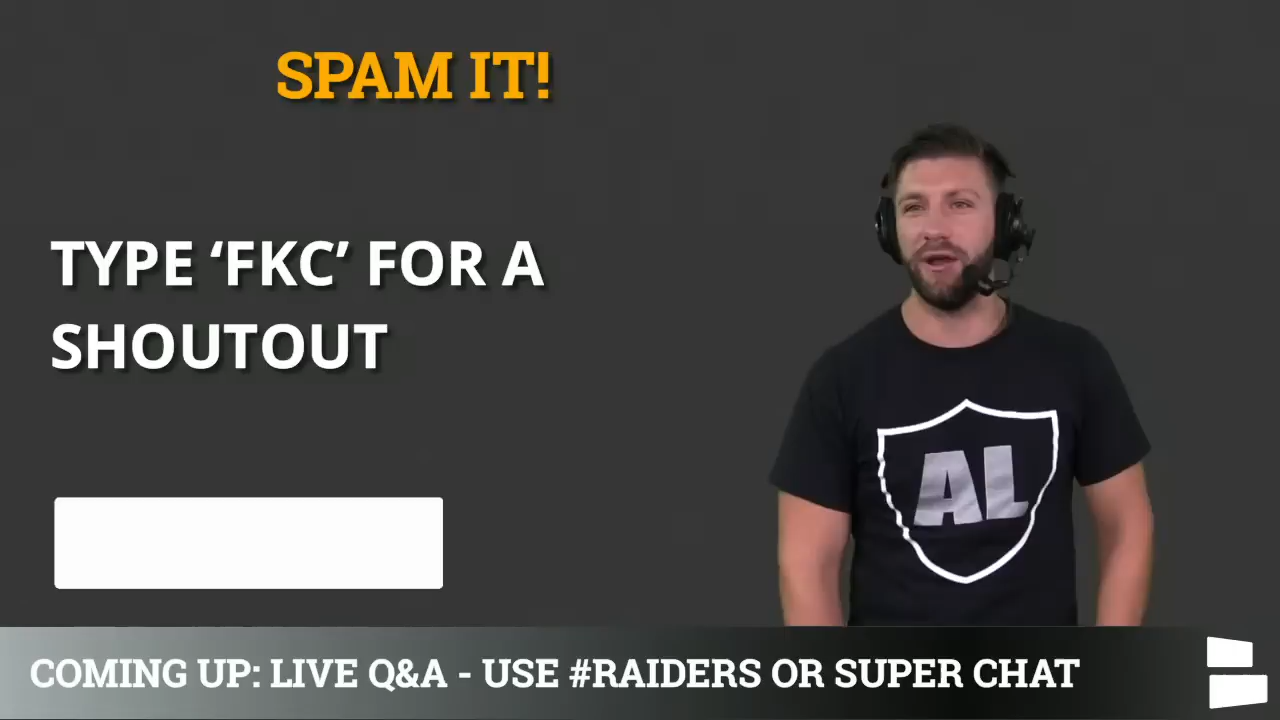 SPAM IT!
TYPE ‘FKC’ FOR A
SHOUTOUT
AL
COMING UP: LIVE Q&A - USE #RAIDERS OR SUPER CHAT